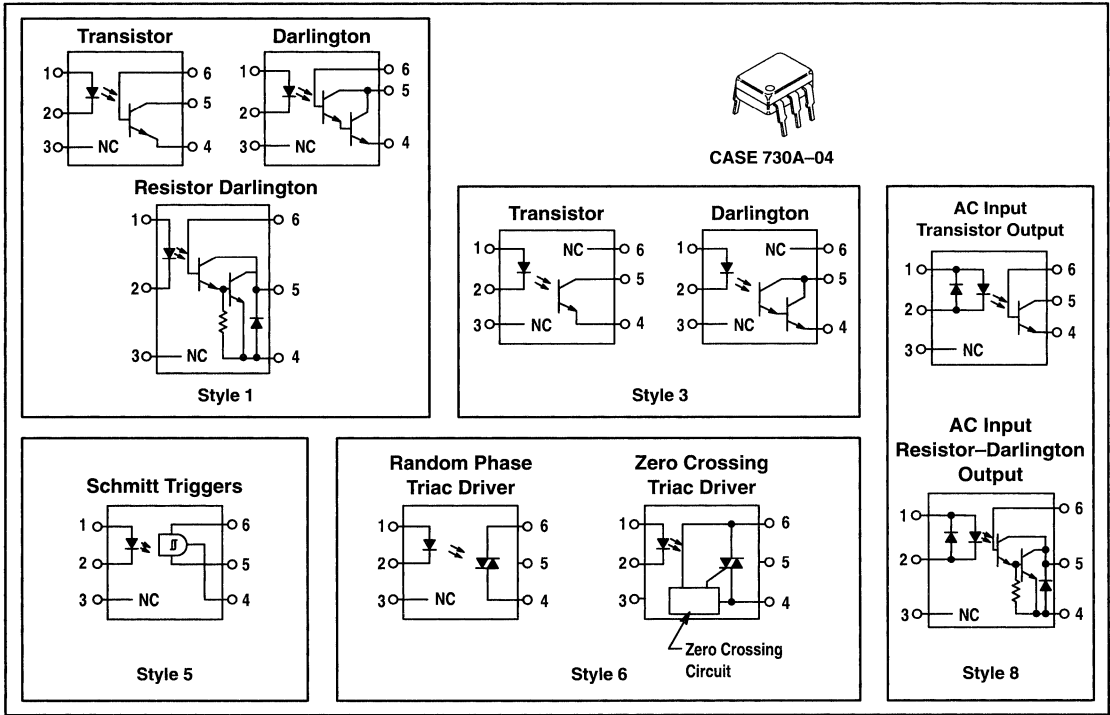 Transistor
1
2
3
NC
6
5
4
Darlington
1
2
3
NC
6
5
4
Resistor Darlington
1
2
3
NC
6
5
4
Style 1
CASE 730A–04
Transistor
1
2
3
NC
NC
6
5
4
Darlington
1
2
3
NC
NC
6
5
4
Style 3
AC Input
Transistor Output
1
2
3
NC
6
5
4
AC Input
Resistor–Darlington
Output
1
2
3
NC
6
5
4
Style 8
Schmitt Triggers
1
2
3
NC
6
5
4
Style 5
Random Phase
Triac Driver
1
2
3
NC
6
5
4
Zero Crossing
Triac Driver
1
2
3
6
5
4
Zero Crossing
Circuit
Style 6